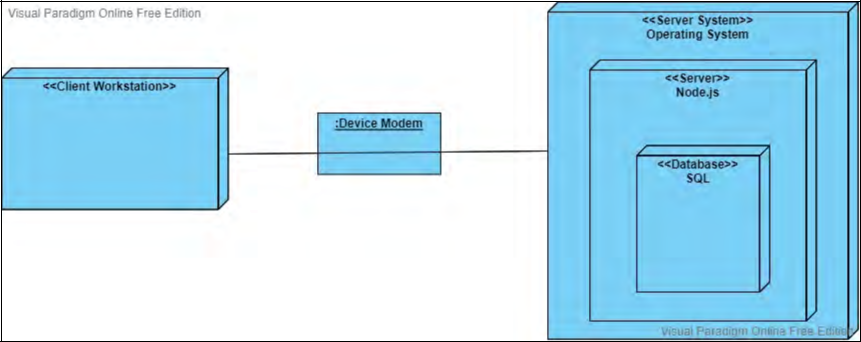 Visual Paradigm Online Free Edition
<<Server System>>
Operating System
<<Client Workstation>>
<<Server>>
Node.js
:Device Modem
<<Database>>
SQL
Visual Paradigm Online Free Edition